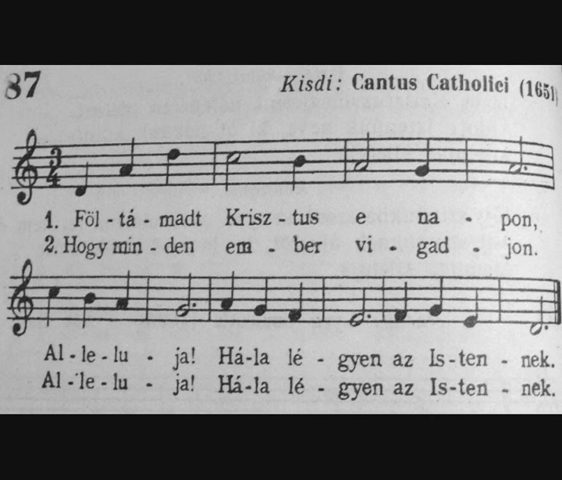 87
Kisdi: Cantus Catholici (1651)
3
4
1. Föl - tá - madt Krisz - tus e - na - pon,
2. Hogy min - den em - ber vi - gad - jon.
Al - le - lu - ja! Há-la lé - gyen az Is-ten - nek.
Al - le - lu - ja! Há-la lé - gyen az Is-ten - nek.